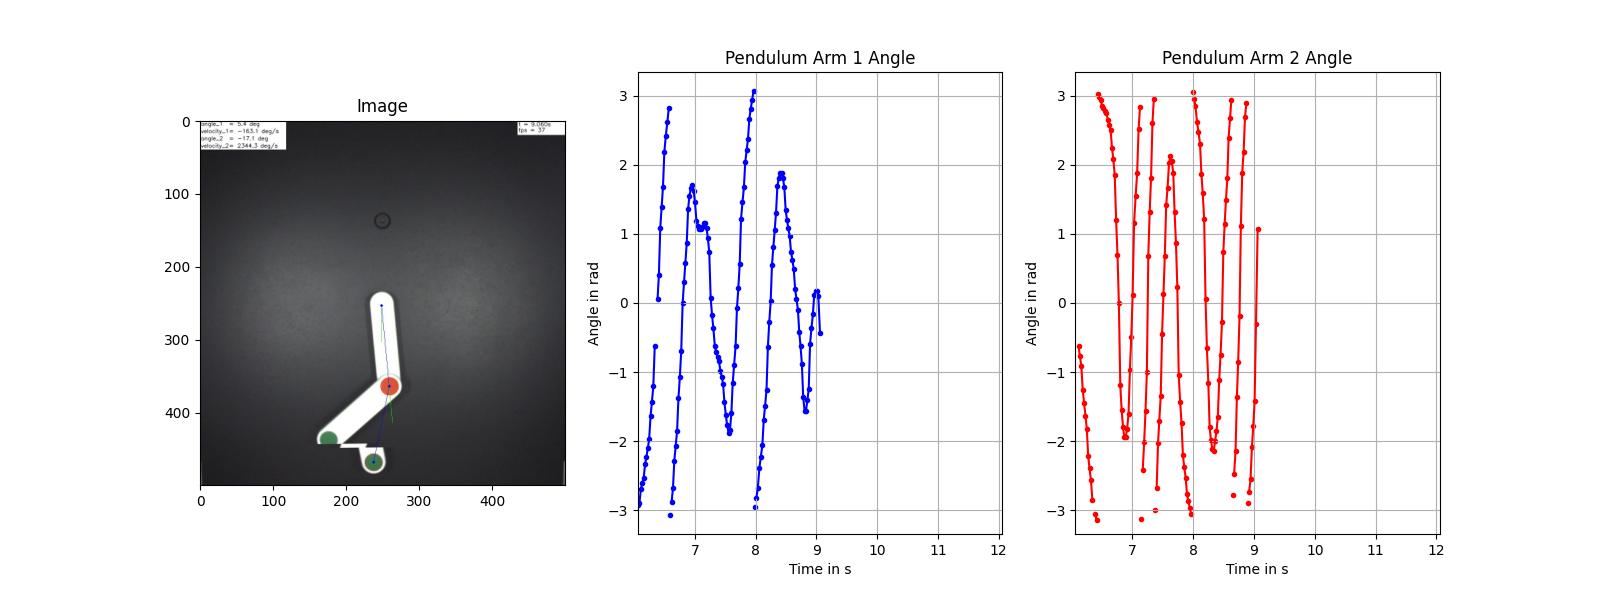 Image
angle_1 = 5.4 deg
velocity_1= -163.1 deg/s
angle_2 = -17.1 deg
velocity_2= 2344.3 deg/s
t = 9.060s
fps = 37
0
100
200
300
400
0 100 200 300 400
Pendulum Arm 1 Angle
Angle in rad
3
2
1
0
−1
−2
−3
7 8 9 10 11 12
Time in s
Pendulum Arm 2 Angle
Angle in rad
3
2
1
0
−1
−2
−3
7 8 9 10 11 12
Time in s